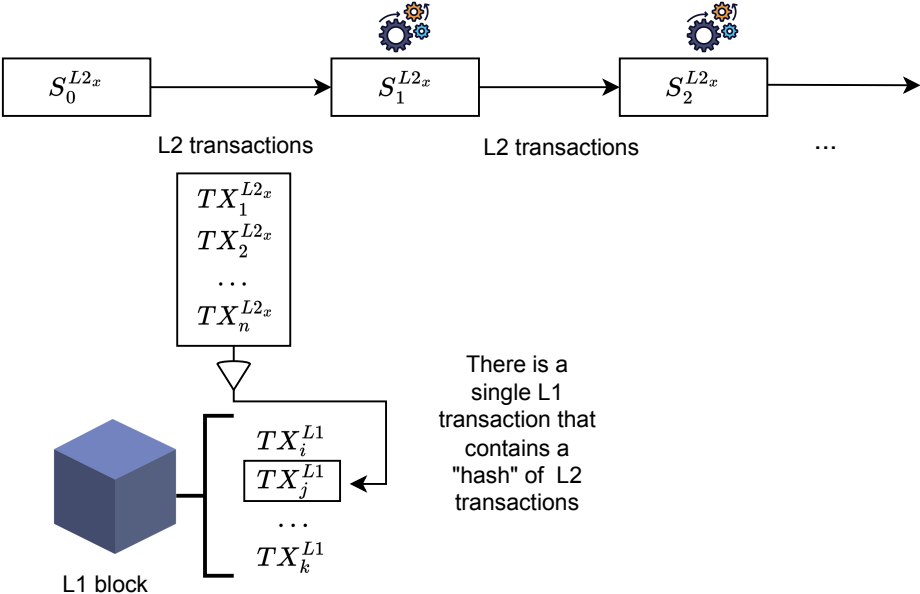 $S_0^{L2_x}$ $S_1^{L2_x}$ $S_2^{L2_x}$
L2 transactions L2 transactions ...
$TX_1^{L2_x}$
$TX_2^{L2_x}$
...
$TX_n^{L2_x}$
There is a
single L1
transaction that
contains a
"hash" of L2
transactions
$TX_i^{L1}$
$TX_j^{L1}$
...
$TX_k^{L1}$
L1 block